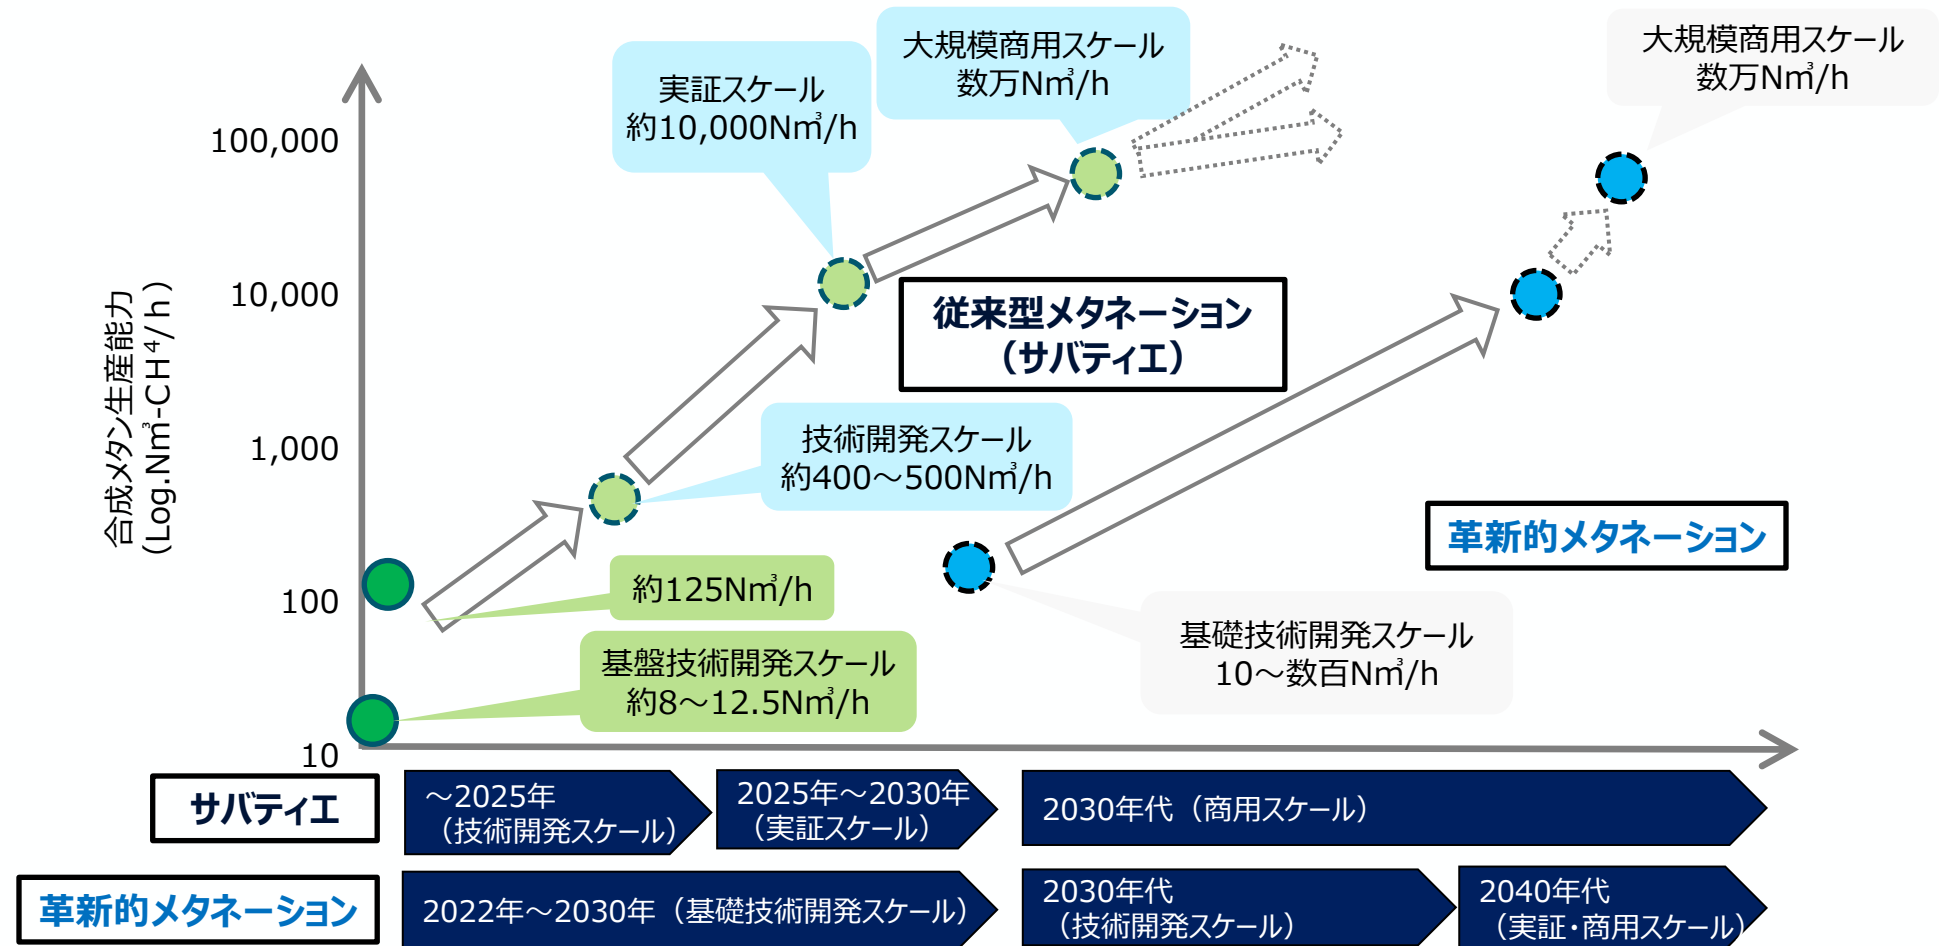 大規模商用スケール
数万N㎥/h
大規模商用スケール
数万N㎥/h
実証スケール
約10,000N㎥/h
100,000
10,000
1,000
100
10
合成メタン生産能力
（Log.N㎥-CH⁴/ｈ）
従来型メタネーション
（サバティエ）
技術開発スケール
約400～500N㎥/h
革新的メタネーション
約125N㎥/h
基盤技術開発スケール
約8～12.5N㎥/h
基礎技術開発スケール
10～数百N㎥/h
サバティエ
～2025年
（技術開発スケール）
2025年～2030年
（実証スケール）
2030年代（商用スケール）
革新的メタネーション
2022年～2030年（基礎技術開発スケール）
2030年代
（技術開発スケール）
2040年代
（実証・商用スケール）